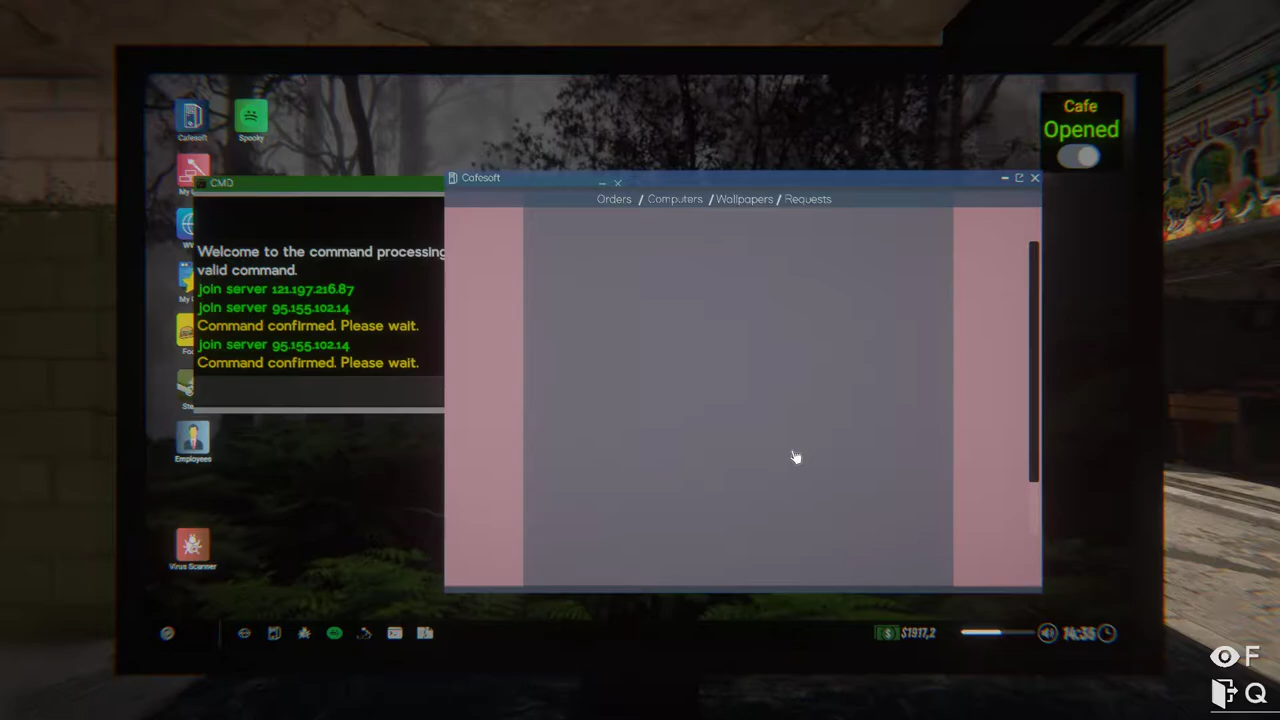 Cafe
Opened
Cafesoft
Spooky
CMD
Cafesoft
Orders / Computers / Wallpapers / Requests
Welcome to the command processing
valid command.
join server 121.197.216.87
join server 95.155.102.14
Command confirmed. Please wait.
join server 95.155.102.14
Command confirmed. Please wait.
Employees
Virus Scanner
$1917,2
14:35
F
Q